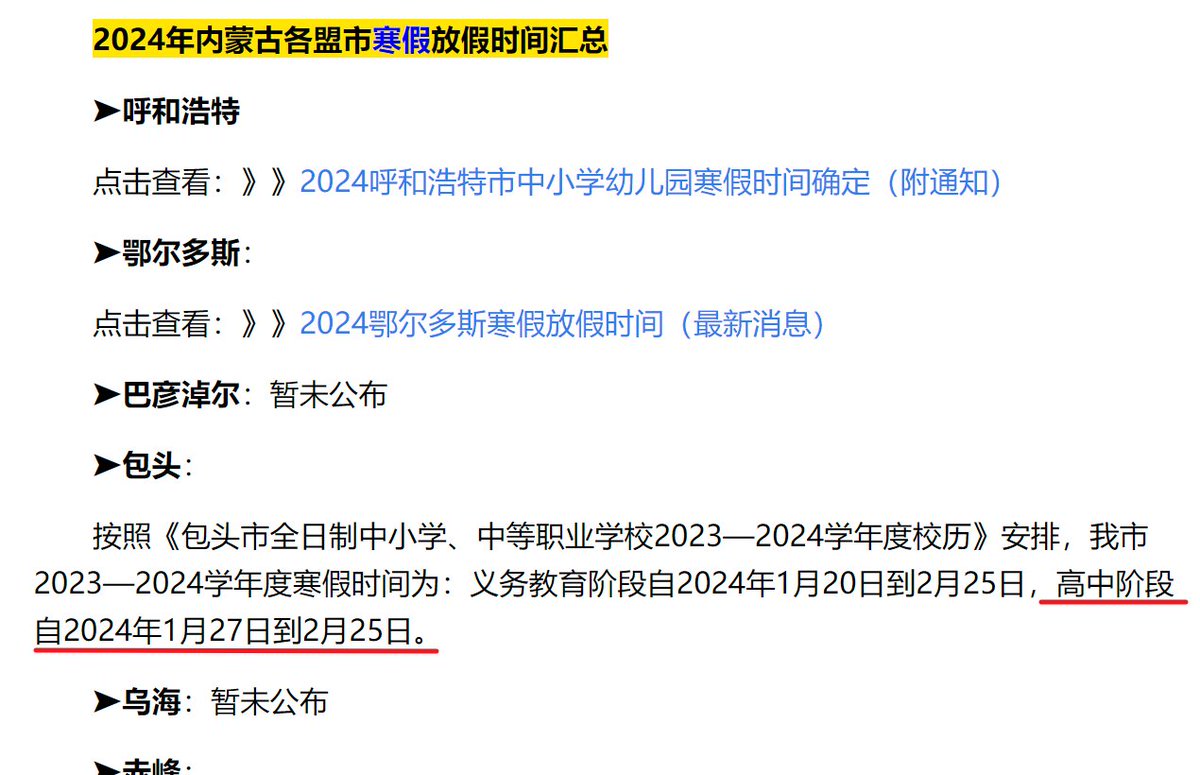 2024年内蒙古各盟市寒假放假时间汇总
➤呼和浩特
点击查看：》》2024呼和浩特市中小学幼儿园寒假时间确定（附通知）
➤鄂尔多斯：
点击查看：》》2024鄂尔多斯寒假放假时间（最新消息）
➤巴彦淖尔：暂未公布
➤包头：
按照《包头市全日制中小学、中等职业学校2023—2024学年度校历》安排，我市
2023—2024学年度寒假时间为：义务教育阶段自2024年1月20日到2月25日，高中阶段
自2024年1月27日到2月25日。
➤乌海：暂未公布
➤赤峰：